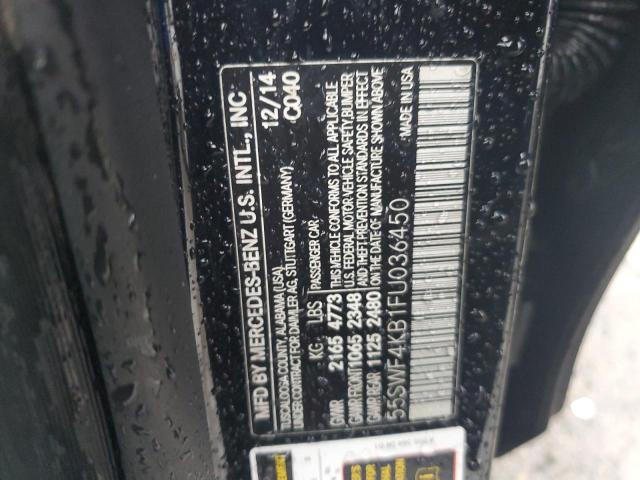 MFD BY MERCEDES-BENZ U.S. INTL., INC
TUSCALOOSA COUNTY, ALABAMA (USA)
UNDER CONTRACT FOR DAIMLER AG, STUTTGART (GERMANY)
12/14
C040
KG LBS
GVWR 2165 4773
GAWR FRONT 1065 2348
GAWR REAR 1125 2480
PASSENGER CAR
THIS VEHICLE CONFORMS TO ALL APPLICABLE
U.S. FEDERAL MOTOR VEHICLE SAFETY, BUMPER
AND THEFT PREVENTION STANDARDS IN EFFECT
ON THE DATE OF MANUFACTURE SHOWN ABOVE
55SWF4KB1FU036450
MADE IN USA